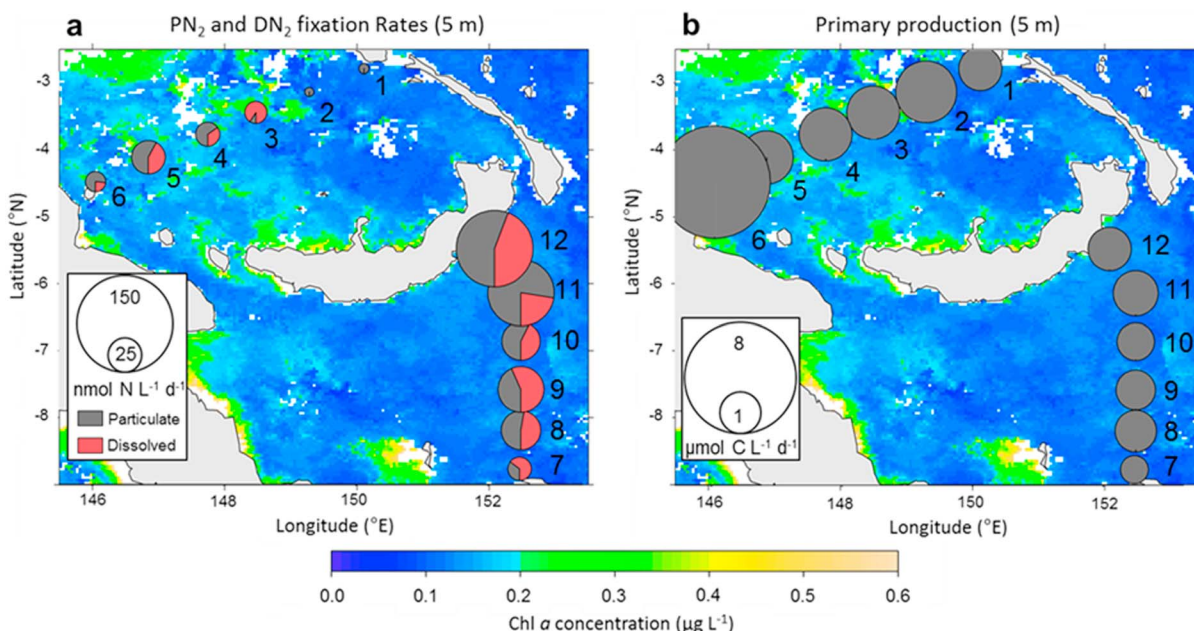 a PN₂ and DN₂ fixation Rates (5 m)
-3
-4
-5
-6
-7
-8
Latitude (°N)
1
2
3
4
5
6
12
11
10
9
8
7
150
25
nmol N L⁻¹ d⁻¹
Particulate
Dissolved
146 148 150 152
Longitude (°E)
b Primary production (5 m)
-3
-4
-5
-6
-7
-8
Latitude (°N)
1
2
3
4
5
6
12
11
10
9
8
7
8
1
µmol C L⁻¹ d⁻¹
146 148 150 152
Longitude (°E)
0.0 0.1 0.2 0.3 0.4 0.5 0.6
Chl a concentration (µg L⁻¹)